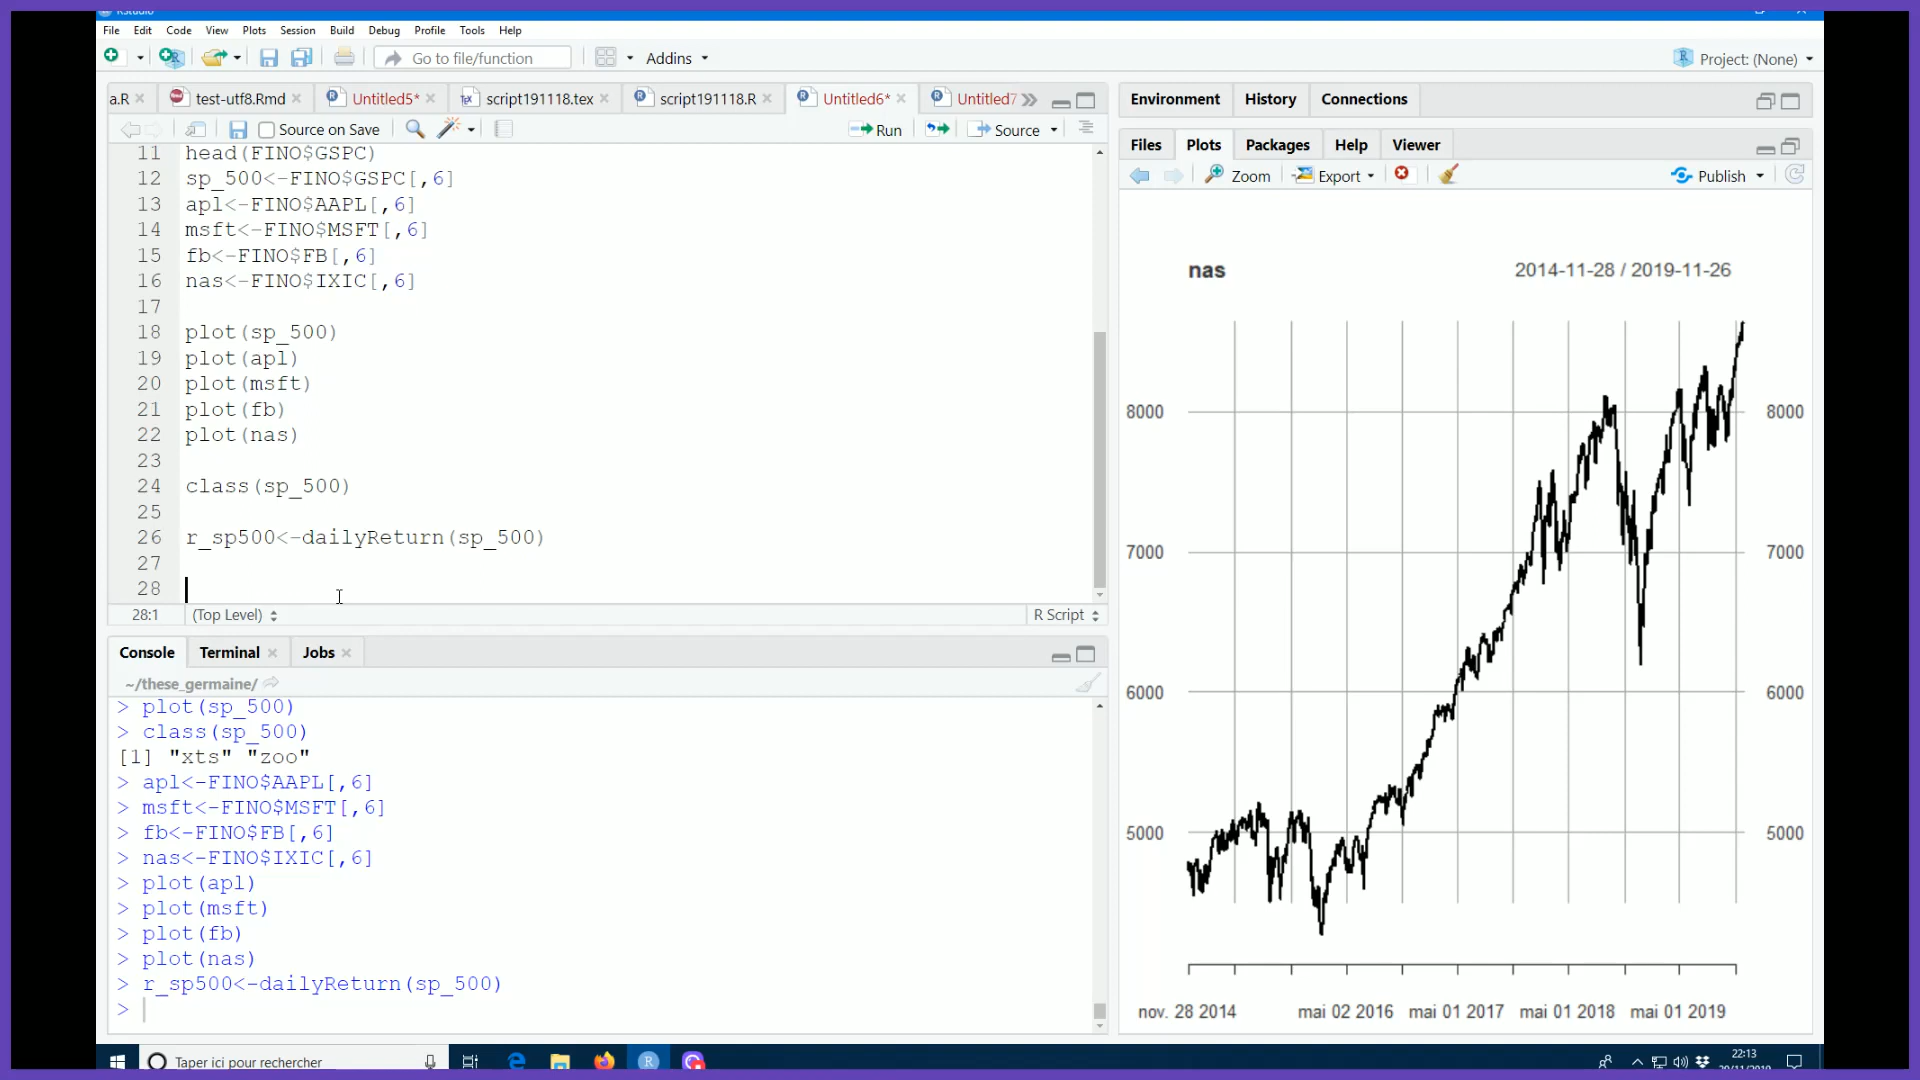 RStudio
File Edit Code View Plots Session Build Debug Profile Tools Help
Go to file/function Addins Project: (None)
a.R test-utf8.Rmd Untitled5* script191118.tex script191118.R Untitled6* Untitled7
Source on Save Run Source
11 head(FINO$GSPC)
12 sp_500<-FINO$GSPC[,6]
13 apl<-FINO$AAPL[,6]
14 msft<-FINO$MSFT[,6]
15 fb<-FINO$FB[,6]
16 nas<-FINO$IXIC[,6]
17
18 plot(sp_500)
19 plot(apl)
20 plot(msft)
21 plot(fb)
22 plot(nas)
23
24 class(sp_500)
25
26 r_sp500<-dailyReturn(sp_500)
27
28
28:1 (Top Level) R Script
Console Terminal Jobs
~/these_germaine/
> plot(sp_500)
> class(sp_500)
[1] "xts" "zoo"
> apl<-FINO$AAPL[,6]
> msft<-FINO$MSFT[,6]
> fb<-FINO$FB[,6]
> nas<-FINO$IXIC[,6]
> plot(apl)
> plot(msft)
> plot(fb)
> plot(nas)
> r_sp500<-dailyReturn(sp_500)
>
Environment History Connections
Files Plots Packages Help Viewer
Zoom Export Publish
nas 2014-11-28 / 2019-11-26
8000 8000
7000 7000
6000 6000
5000 5000
nov. 28 2014 mai 02 2016 mai 01 2017 mai 01 2018 mai 01 2019
Taper ici pour rechercher
22:13